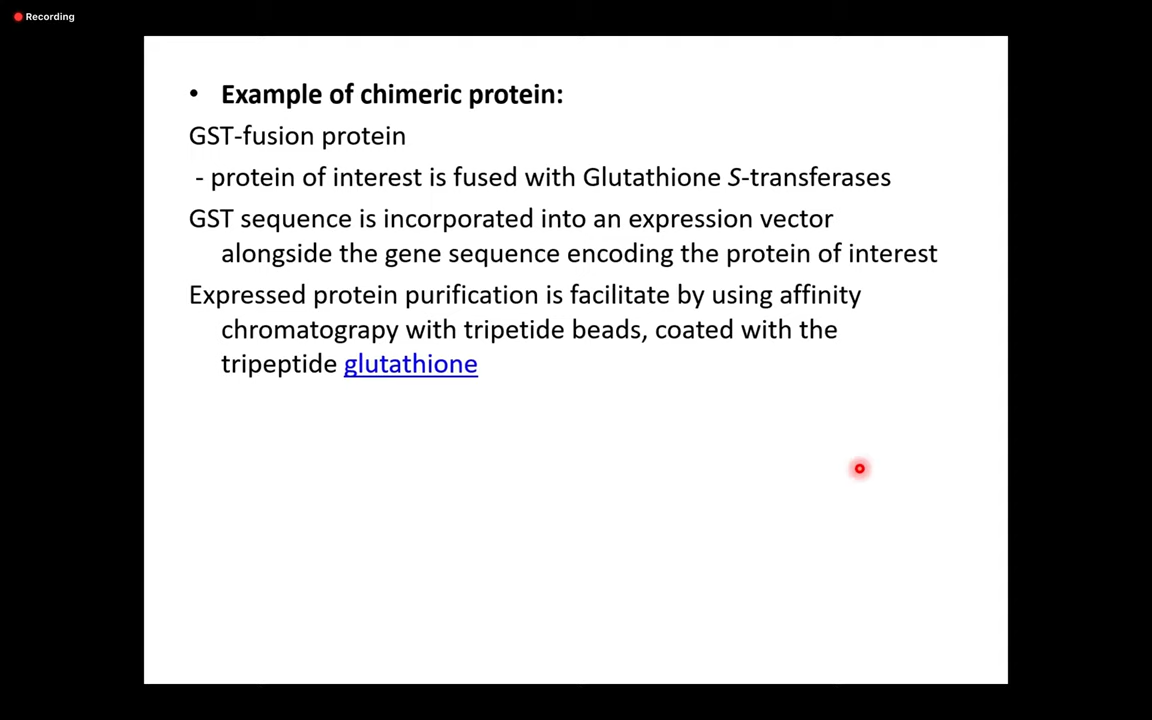 Recording
• Example of chimeric protein:
GST-fusion protein
- protein of interest is fused with Glutathione S-transferases
GST sequence is incorporated into an expression vector
alongside the gene sequence encoding the protein of interest
Expressed protein purification is facilitate by using affinity
chromatograpy with tripetide beads, coated with the
tripeptide glutathione